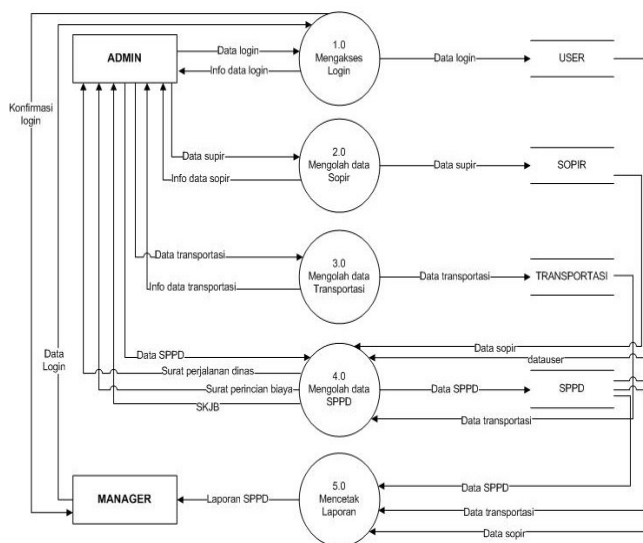 ADMIN
Data login
Info data login
1.0
Mengakses
Login
Data login
USER
Konfirmasi
login
Data supir
Info data sopir
2.0
Mengolah data
Sopir
Data supir
SOPIR
Data transportasi
Info data transportasi
3.0
Mengolah data
Transportasi
Data transportasi
TRANSPORTASI
Data
Login
Data SPPD
Surat perjalanan dinas
Surat perincian biaya
SKJB
4.0
Mengolah data
SPPD
Data sopir
datauser
Data SPPD
SPPD
Data transportasi
MANAGER
Laporan SPPD
5.0
Mencetak
Laporan
Data SPPD
Data transportasi
Data sopir